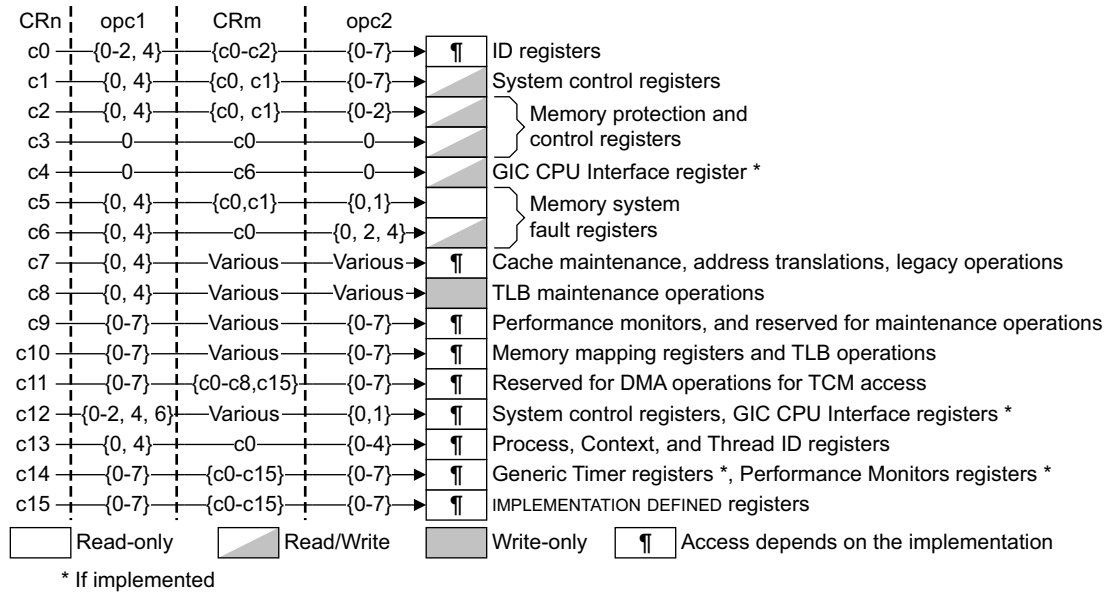 CRn opc1 CRm opc2
c0 {0-2, 4} {c0-c2} {0-7} ¶ ID registers
c1 {0, 4} {c0, c1} {0-7} System control registers
c2 {0, 4} {c0, c1} {0-2} Memory protection and
c3 0 c0 0 control registers
c4 0 c6 0 GIC CPU Interface register *
c5 {0, 4} {c0,c1} {0,1} Memory system
c6 {0, 4} c0 {0, 2, 4} fault registers
c7 {0, 4} Various Various ¶ Cache maintenance, address translations, legacy operations
c8 {0, 4} Various Various TLB maintenance operations
c9 {0-7} Various {0-7} ¶ Performance monitors, and reserved for maintenance operations
c10 {0-7} Various {0-7} ¶ Memory mapping registers and TLB operations
c11 {0-7} {c0-c8,c15} {0-7} ¶ Reserved for DMA operations for TCM access
c12 {0-2, 4, 6} Various {0,1} ¶ System control registers, GIC CPU Interface registers *
c13 {0, 4} c0 {0-4} ¶ Process, Context, and Thread ID registers
c14 {0-7} {c0-c15} {0-7} ¶ Generic Timer registers *, Performance Monitors registers *
c15 {0-7} {c0-c15} {0-7} ¶ IMPLEMENTATION DEFINED registers
Read-only Read/Write Write-only ¶ Access depends on the implementation
* If implemented